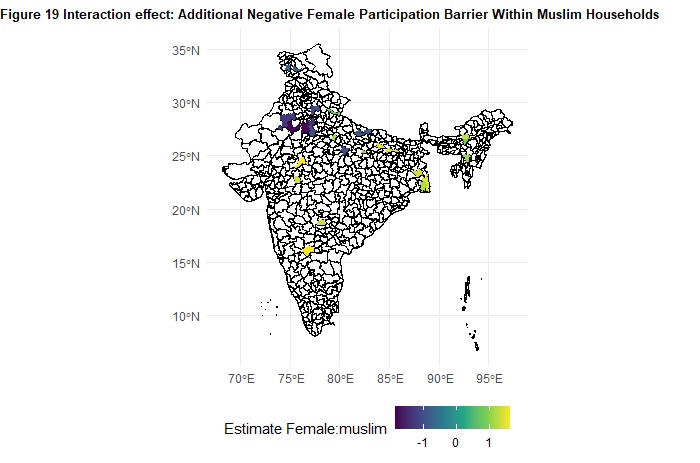 Figure 19 Interaction effect: Additional Negative Female Participation Barrier Within Muslim Households
35°N
30°N
25°N
20°N
15°N
10°N
70°E 75°E 80°E 85°E 90°E 95°E
Estimate Female:muslim
-1 0 1